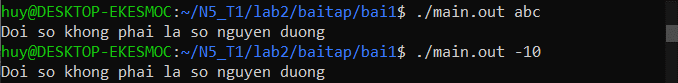 huy@DESKTOP-EKESMOC:~/N5_T1/lab2/baitap/bai1$ ./main.out abc
Doi so khong phai la so nguyen duong
huy@DESKTOP-EKESMOC:~/N5_T1/lab2/baitap/bai1$ ./main.out -10
Doi so khong phai la so nguyen duong